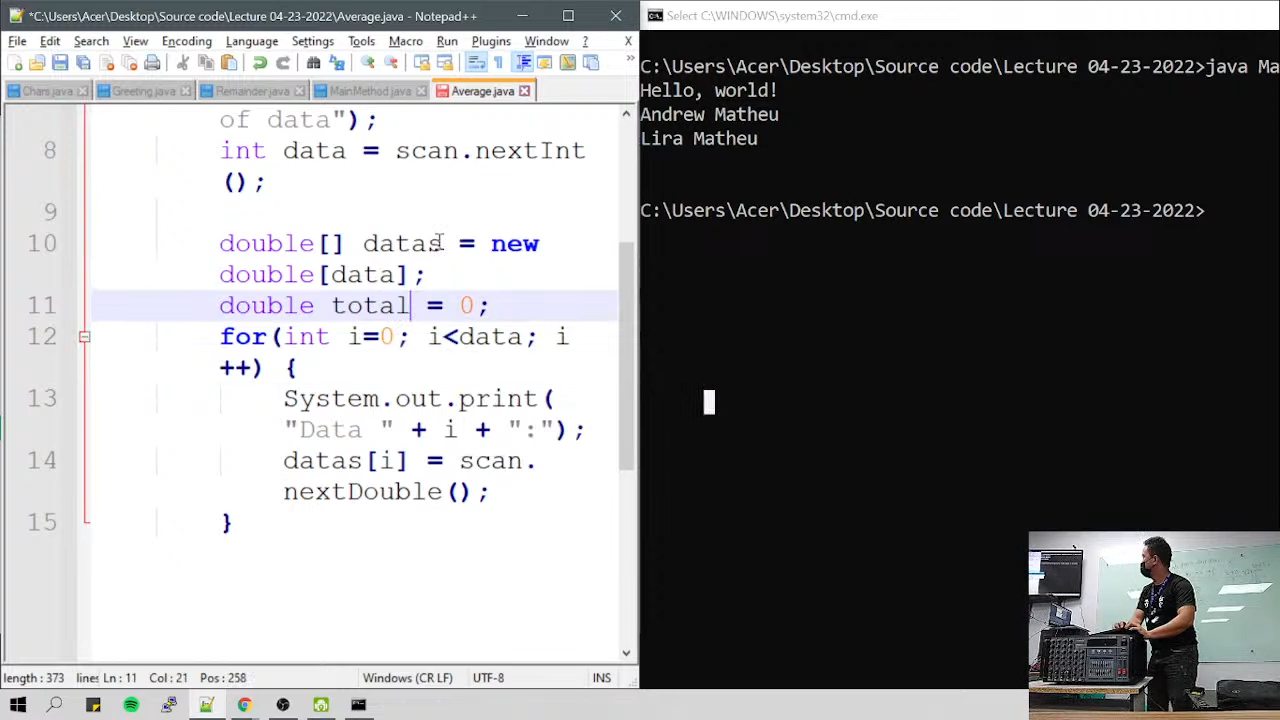 *C:\Users\Acer\Desktop\Source code\Lecture 04-23-2022\Average.java - Notepad++
File Edit Search View Encoding Language Settings Tools Macro Run Plugins Window ? X
Chars.java Greeting.java Remainder.java MainMethod.java Average.java
of data");
8 int data = scan.nextInt
();
9
10 double[] datas = new
double[data];
11 double total = 0;
12 for(int i=0; i<data; i
++) {
13 System.out.print(
"Data " + i + ":");
14 datas[i] = scan.
nextDouble();
15 }
length: 373 lines Ln: 11 Col: 21 Pos: 258 Windows (CR LF) UTF-8 INS
Select C:\WINDOWS\system32\cmd.exe
C:\Users\Acer\Desktop\Source code\Lecture 04-23-2022>java Ma
Hello, world!
Andrew Matheu
Lira Matheu
C:\Users\Acer\Desktop\Source code\Lecture 04-23-2022>